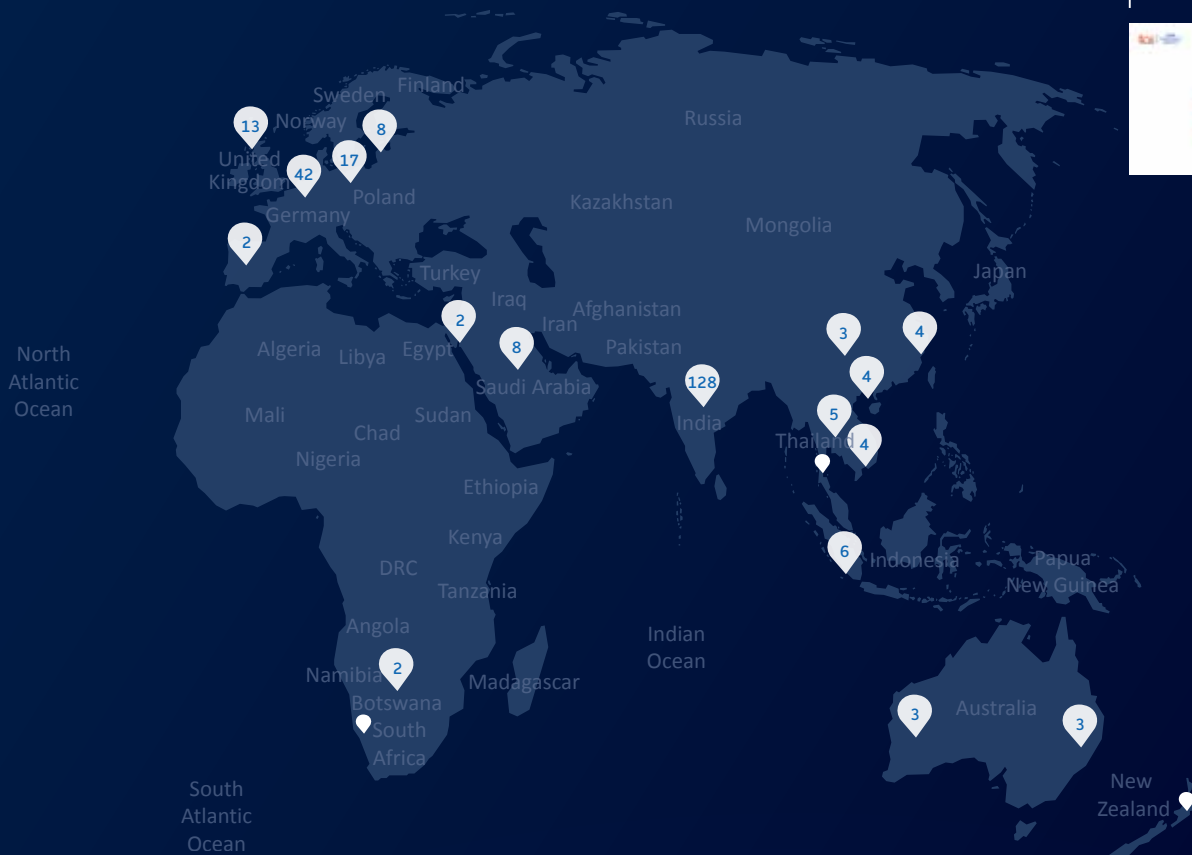 Finland
Sweden
Russia
Norway
13
8
United
Kingdom
17
42
Poland
Kazakhstan
Germany
Mongolia
2
Turkey
Japan
Iraq
Afghanistan
2
Iran
3
4
Algeria
Libya
Egypt
8
Pakistan
North
Atlantic
Ocean
Saudi Arabia
128
4
Mali
Sudan
India
5
Chad
Thailand
4
Nigeria
Ethiopia
Kenya
6
Indonesia
Papua
New Guinea
DRC
Tanzania
Angola
Indian
Ocean
Namibia
2
Madagascar
Botswana
3
Australia
3
South
Africa
New
Zealand
South
Atlantic
Ocean